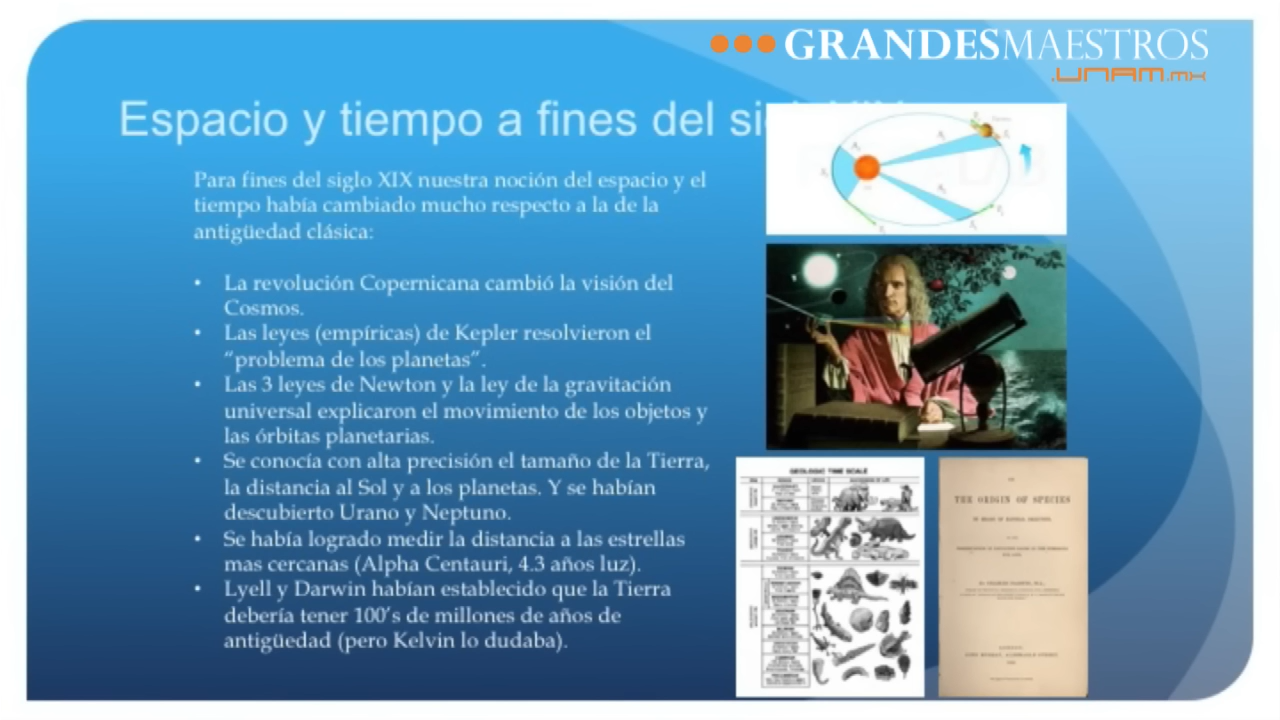 GRANDESMAESTROS
.UNAM.mx
Espacio y tiempo a fines del
Para fines del siglo XIX nuestra noción del espacio y el
tiempo había cambiado mucho respecto a la de la
antigüedad clásica:
• La revolución Copernicana cambió la visión del
Cosmos.
• Las leyes (empíricas) de Kepler resolvieron el
“problema de los planetas”.
• Las 3 leyes de Newton y la ley de la gravitación
universal explicaron el movimiento de los objetos y
las órbitas planetarias.
• Se conocía con alta precisión el tamaño de la Tierra,
la distancia al Sol y a los planetas. Y se habían
descubierto Urano y Neptuno.
• Se había logrado medir la distancia a las estrellas
mas cercanas (Alpha Centauri, 4.3 años luz).
• Lyell y Darwin habían establecido que la Tierra
debería tener 100’s de millones de años de
antigüedad (pero Kelvin lo dudaba).
GEOLOGIC TIME SCALE
THE ORIGIN OF SPECIES